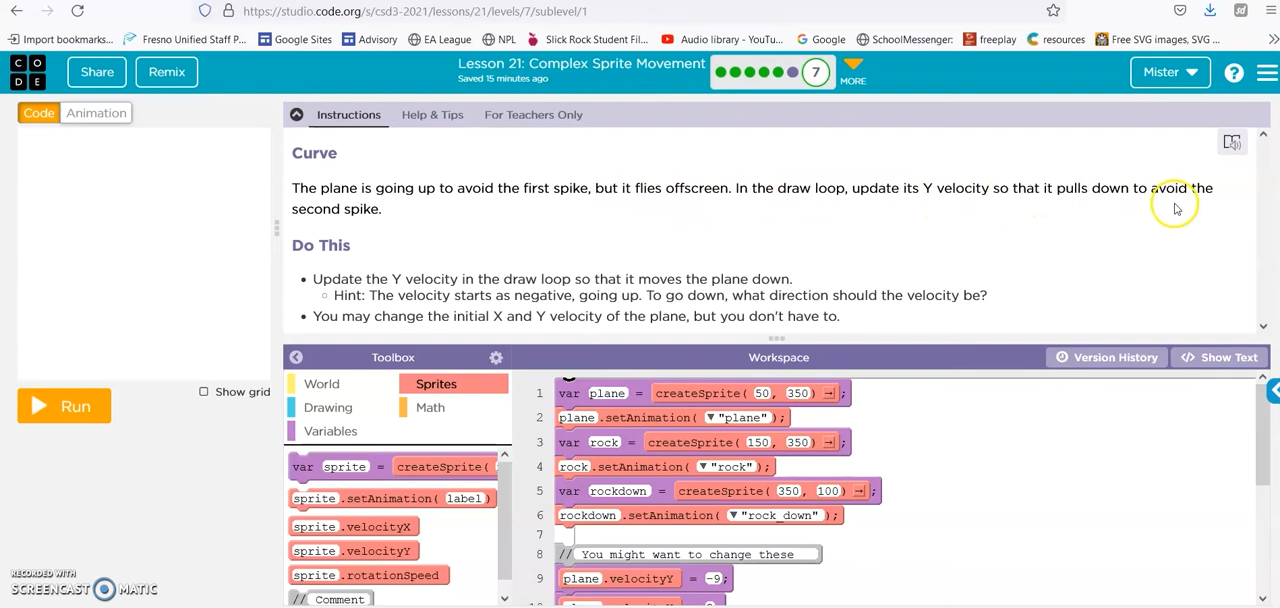 https://studio.code.org/s/csd3-2021/lessons/21/levels/7/sublevel/1
Import bookmarks... Fresno Unified Staff P... Google Sites Advisory EA League NPL Slick Rock Student Fil... Audio library - YouTu... Google SchoolMessenger: freeplay resources Free SVG images, SVG ...
CO
DE
Share Remix Lesson 21: Complex Sprite Movement 7 MORE Mister ?
Saved 15 minutes ago
Code Animation Instructions Help & Tips For Teachers Only
Curve
The plane is going up to avoid the first spike, but it flies offscreen. In the draw loop, update its Y velocity so that it pulls down to avoid the
second spike.
Do This
• Update the Y velocity in the draw loop so that it moves the plane down.
Hint: The velocity starts as negative, going up. To go down, what direction should the velocity be?
• You may change the initial X and Y velocity of the plane, but you don't have to.
Toolbox Workspace Version History </> Show Text
Run Show grid
World Sprites
Drawing Math
Variables
var sprite = createSprite(
sprite.setAnimation( label)
sprite.velocityX
sprite.velocityY
sprite.rotationSpeed
// Comment
1 var plane = createSprite( 50, 350);
2 plane.setAnimation( "plane");
3 var rock = createSprite( 150, 350);
4 rock.setAnimation( "rock");
5 var rockdown = createSprite( 350, 100);
6 rockdown.setAnimation( "rock_down");
7
8 // You might want to change these
9 plane.velocityY = -9;
RECORDED WITH
SCREENCAST MATIC